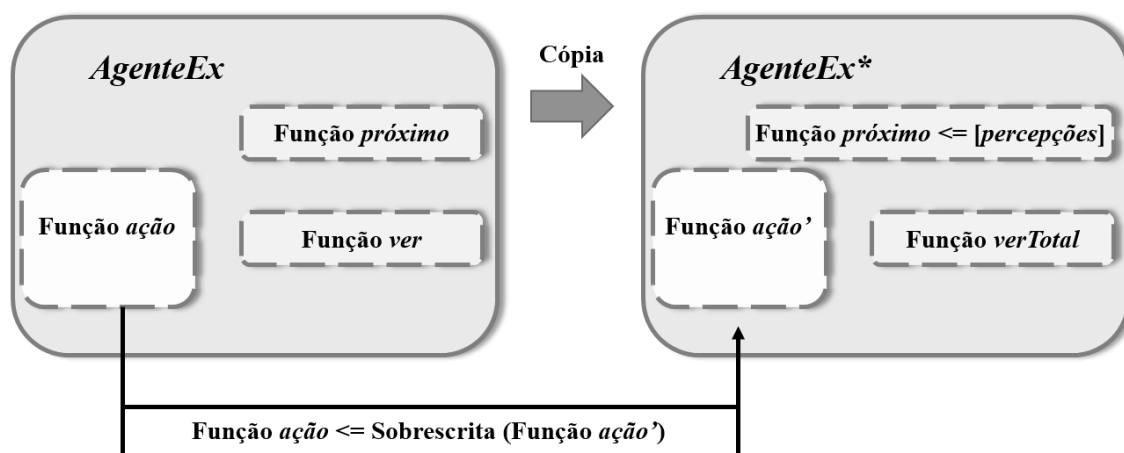 AgenteEx
Função próximo
Função ação
Função ver
Cópia
AgenteEx*
Função próximo <= [percepções]
Função ação’
Função verTotal
Função ação <= Sobrescrita (Função ação’)